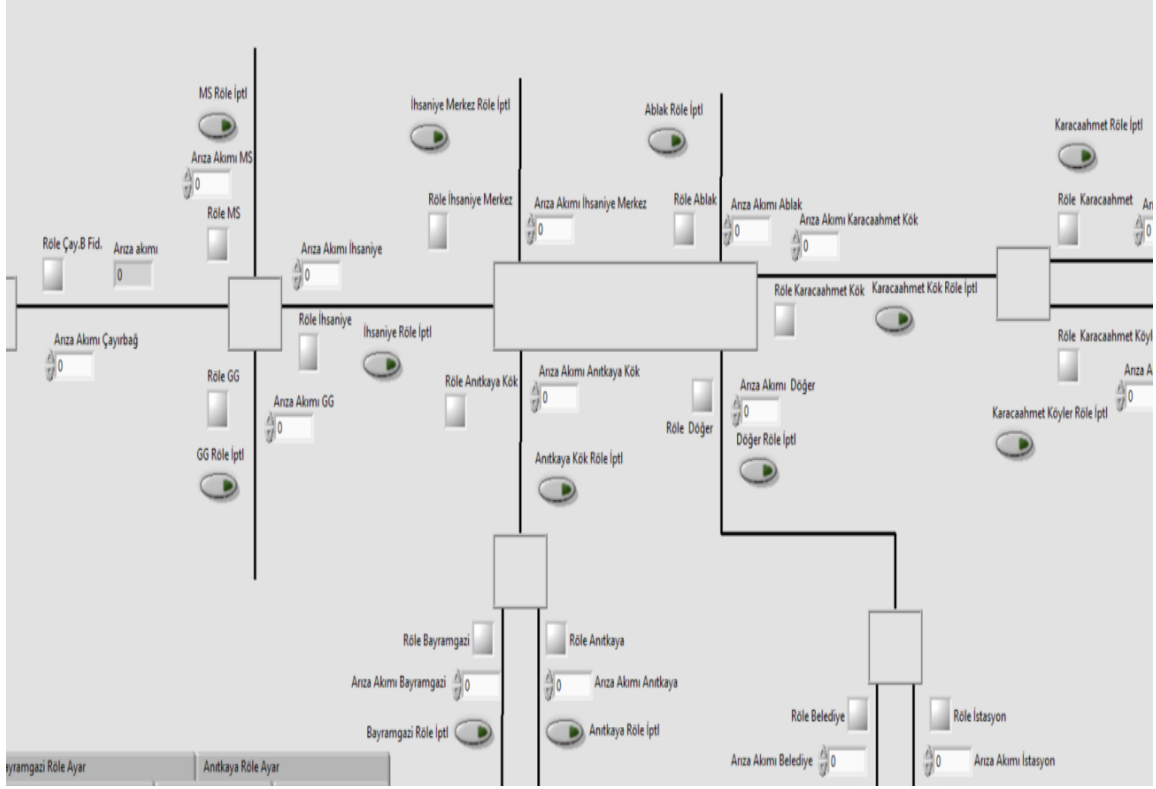 MS Röle İptl
İhsaniye Merkez Röle İptl
Ablak Röle İptl
Karacaahmet Röle İptl
Arıza Akımı MS
0
Röle MS
Röle İhsaniye Merkez
Arıza Akımı İhsaniye Merkez
0
Röle Ablak
Arıza Akımı Ablak
0
Arıza Akımı Karacaahmet Kök
0
Röle Karacaahmet
0
Röle Çay.B Fid.
Arıza akımı
0
Arıza Akımı İhsaniye
0
Röle Karacaahmet Kök
Karacaahmet Kök Röle İptl
Arıza Akımı Çayırbağ
0
Röle İhsaniye
İhsaniye Röle İptl
Röle Karacaahmet Köyl
Röle GG
Arıza Akımı GG
0
Röle Anıtkaya Kök
Arıza Akımı Anıtkaya Kök
0
Röle Döğer
Arıza Akımı Döğer
0
Arıza A
0
Karacaahmet Köyler Röle İptl
GG Röle İptl
Anıtkaya Kök Röle İptl
Döğer Röle İptl
Röle Bayramgazi
Röle Anıtkaya
Arıza Akımı Bayramgazi
0
0
Arıza Akımı Anıtkaya
Bayramgazi Röle İptl
Anıtkaya Röle İptl
Röle Belediye
Röle İstasyon
Arıza Akımı Belediye
0
0
Arıza Akımı İstasyon
ayramgazi Röle Ayar
Anıtkaya Röle Ayar